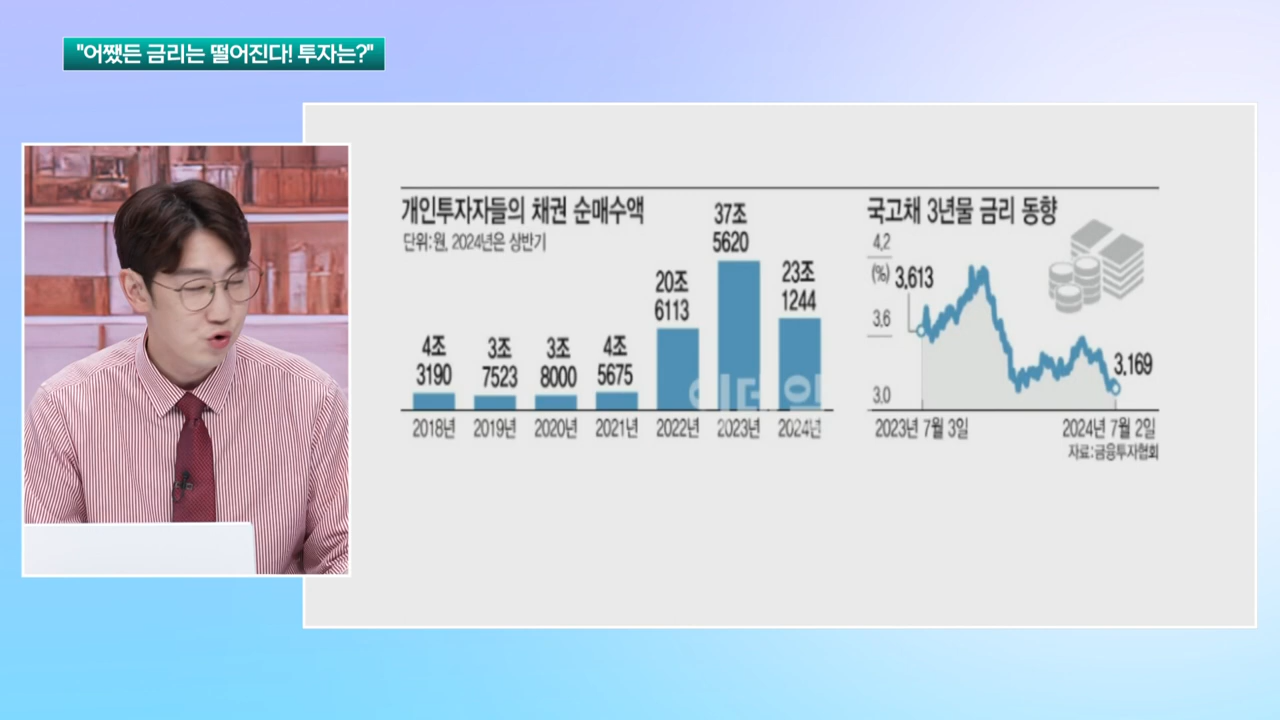 "어쨌든 금리는 떨어진다! 투자는?"
개인투자자들의 채권 순매수액
단위:원, 2024년은 상반기
4조
3190
3조
7523
3조
8000
4조
5675
20조
6113
37조
5620
23조
1244
2018년 2019년 2020년 2021년 2022년 2023년 2024년
이데일
국고채 3년물 금리 동향
4.2
(%)
3.613
3.6
3.169
3.0
2023년 7월 3일 2024년 7월 2일
자료:금융투자협회